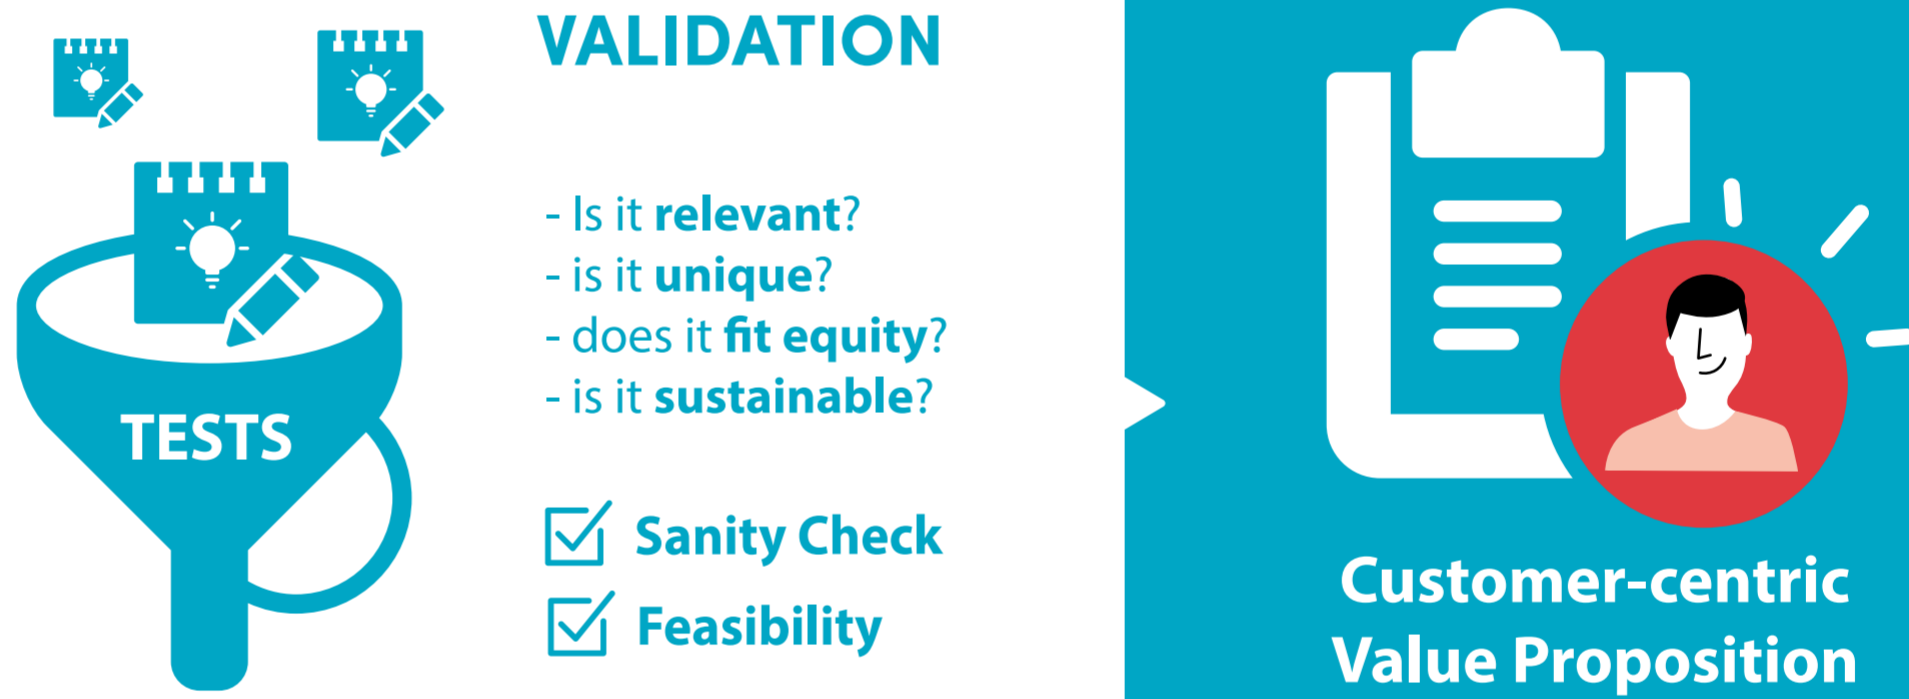 VALIDATION
- Is it relevant?
- is it unique?
- does it fit equity?
- is it sustainable?
TESTS
Sanity Check
Feasibility
Customer-centric
Value Proposition